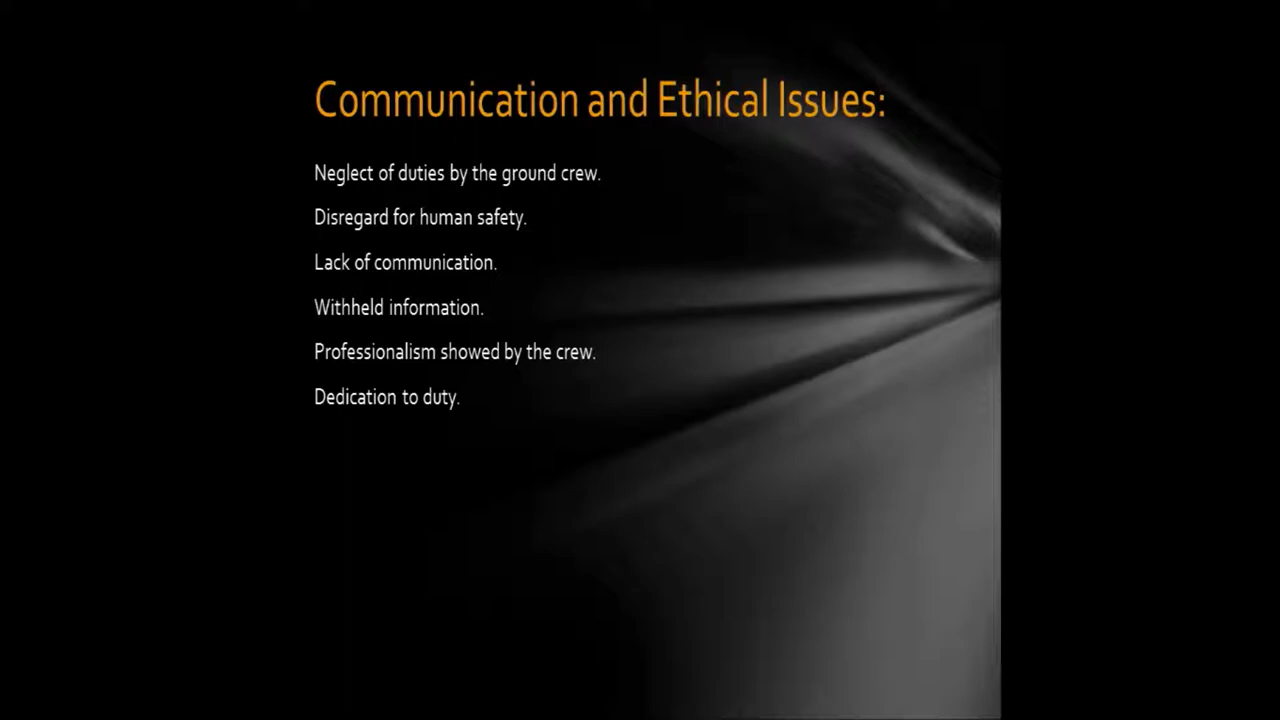 Communication and Ethical Issues:
Neglect of duties by the ground crew.
Disregard for human safety.
Lack of communication.
Withheld information.
Professionalism showed by the crew.
Dedication to duty.